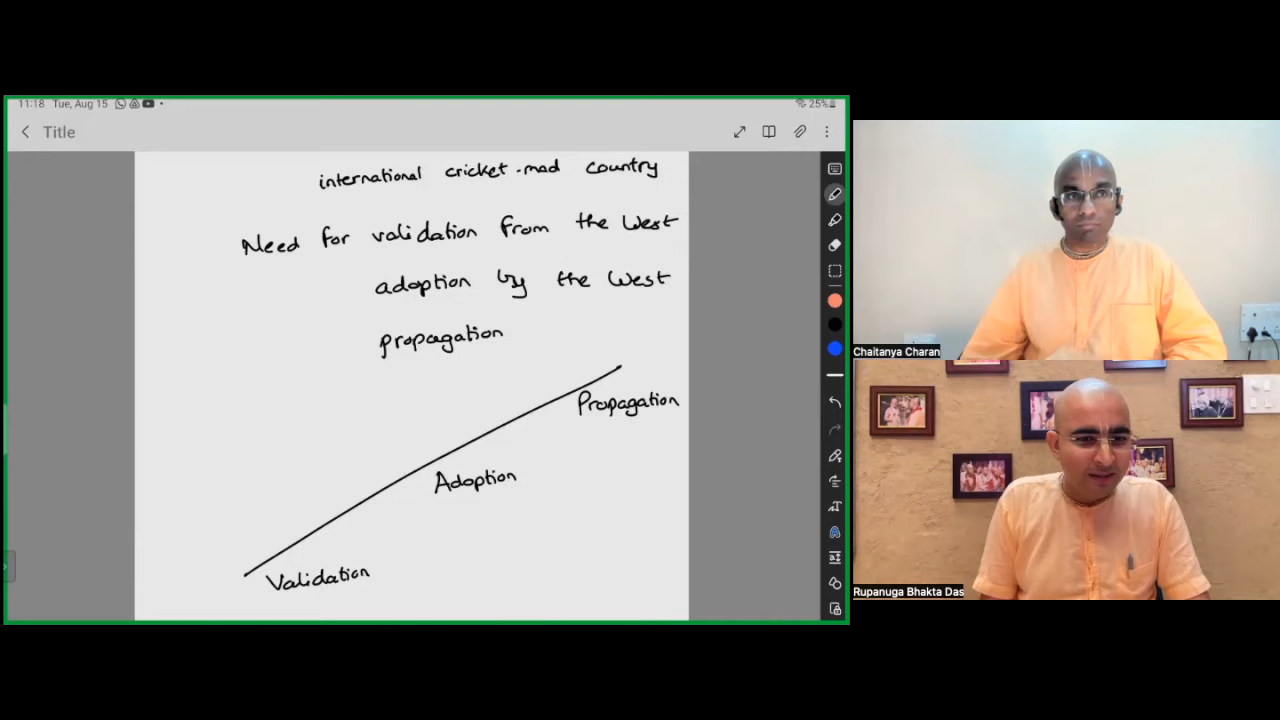 11:18 Tue, Aug 15
25%
Title
international cricket-mad country
Need for validation from the West
adoption by the West
propagation
Propagation
Adoption
Validation
Chaitanya Charan
Rupanuga Bhakta Das